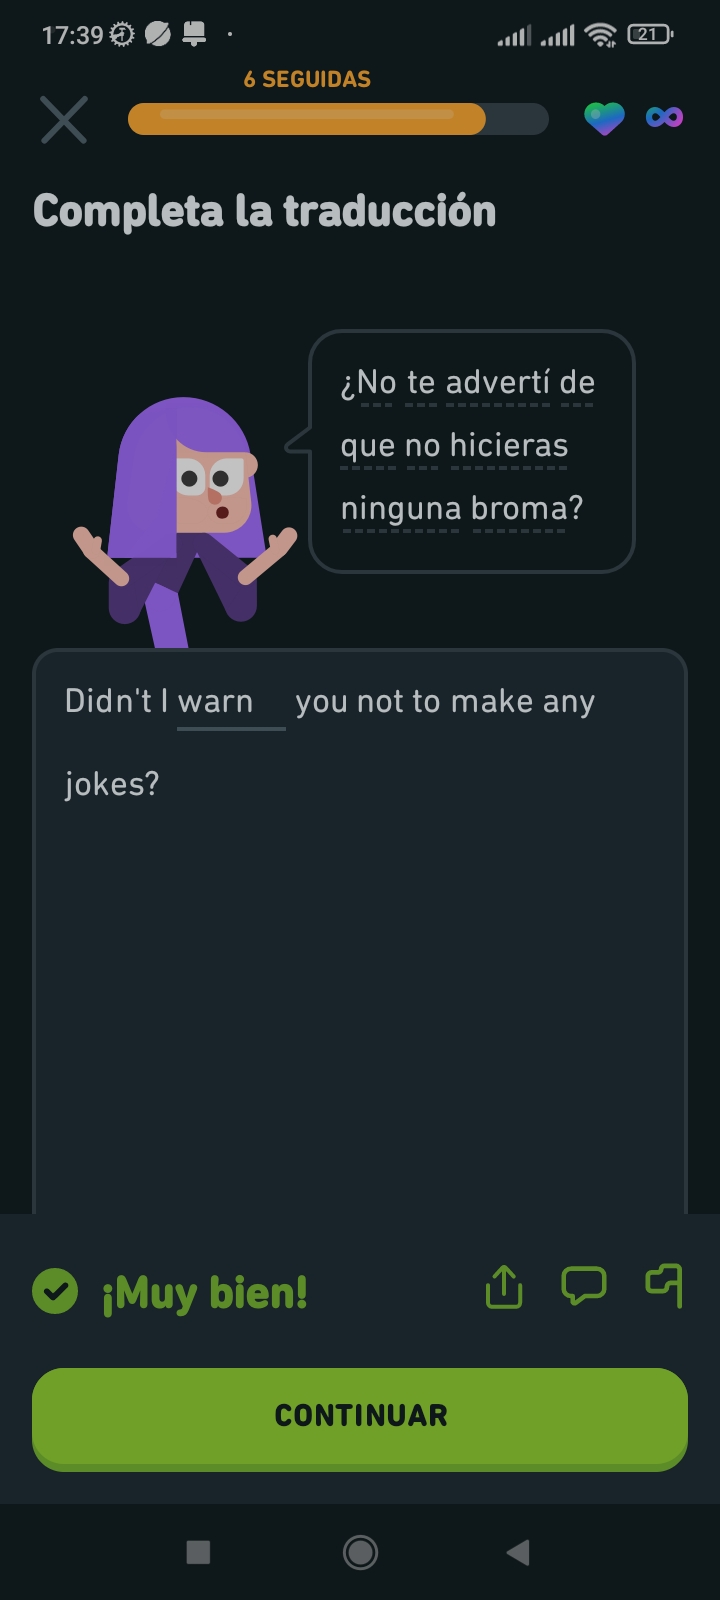 17:39
21
6 SEGUIDAS
Completa la traducción
¿No te advertí de
que no hicieras
ninguna broma?
Didn't I warn you not to make any
jokes?
¡Muy bien!
CONTINUAR